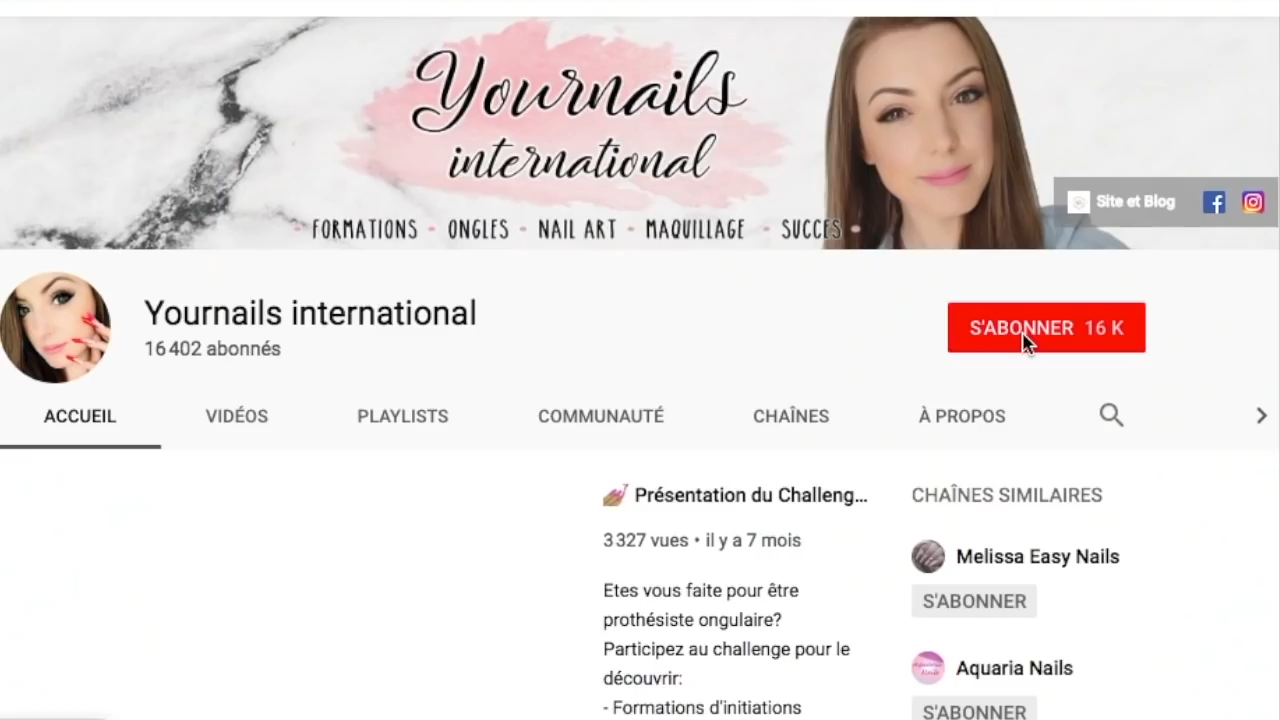 Yournails
international
FORMATIONS - ONGLES - NAIL ART - MAQUILLAGE - SUCCES
Site et Blog
Yournails international
16 402 abonnés
S'ABONNER 16 K
ACCUEIL VIDÉOS PLAYLISTS COMMUNAUTÉ CHAÎNES À PROPOS
💅 Présentation du Challeng...
3 327 vues • il y a 7 mois
Etes vous faite pour être
prothésiste ongulaire?
Participez au challenge pour le
découvrir:
- Formations d'initiations
CHAÎNES SIMILAIRES
Melissa Easy Nails
S'ABONNER
Aquaria Nails
S'ABONNER